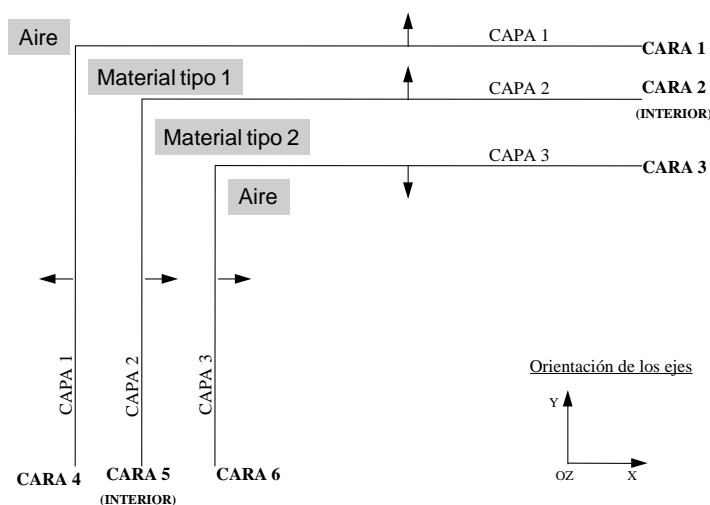 Aire
CAPA 1
CARA 1
Material tipo 1
CAPA 2
CARA 2
(INTERIOR)
Material tipo 2
CAPA 3
CARA 3
Aire
CAPA 1
CAPA 2
CAPA 3
Orientación de los ejes
Y
OZ
X
CARA 4
CARA 5
(INTERIOR)
CARA 6